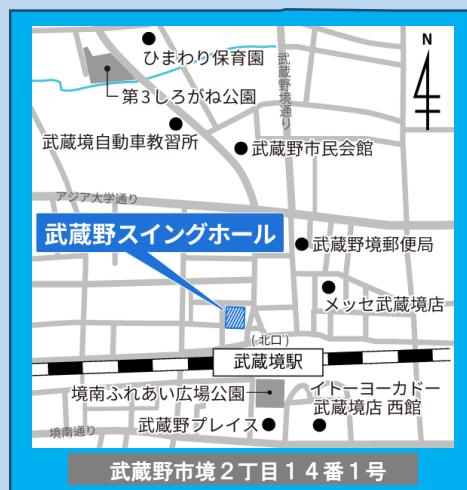 N
ひまわり保育園
武蔵野境通り
第3しろがね公園
武蔵境自動車教習所
武蔵野市民会館
アジア大学通り
武蔵野スイングホール
武蔵野境郵便局
メッセ武蔵境店
(北口)
武蔵境駅
境南ふれあい広場公園
イトーヨーカドー
武蔵境店 西館
武蔵野プレイス
境南通り
武蔵野市境２丁目１４番１号